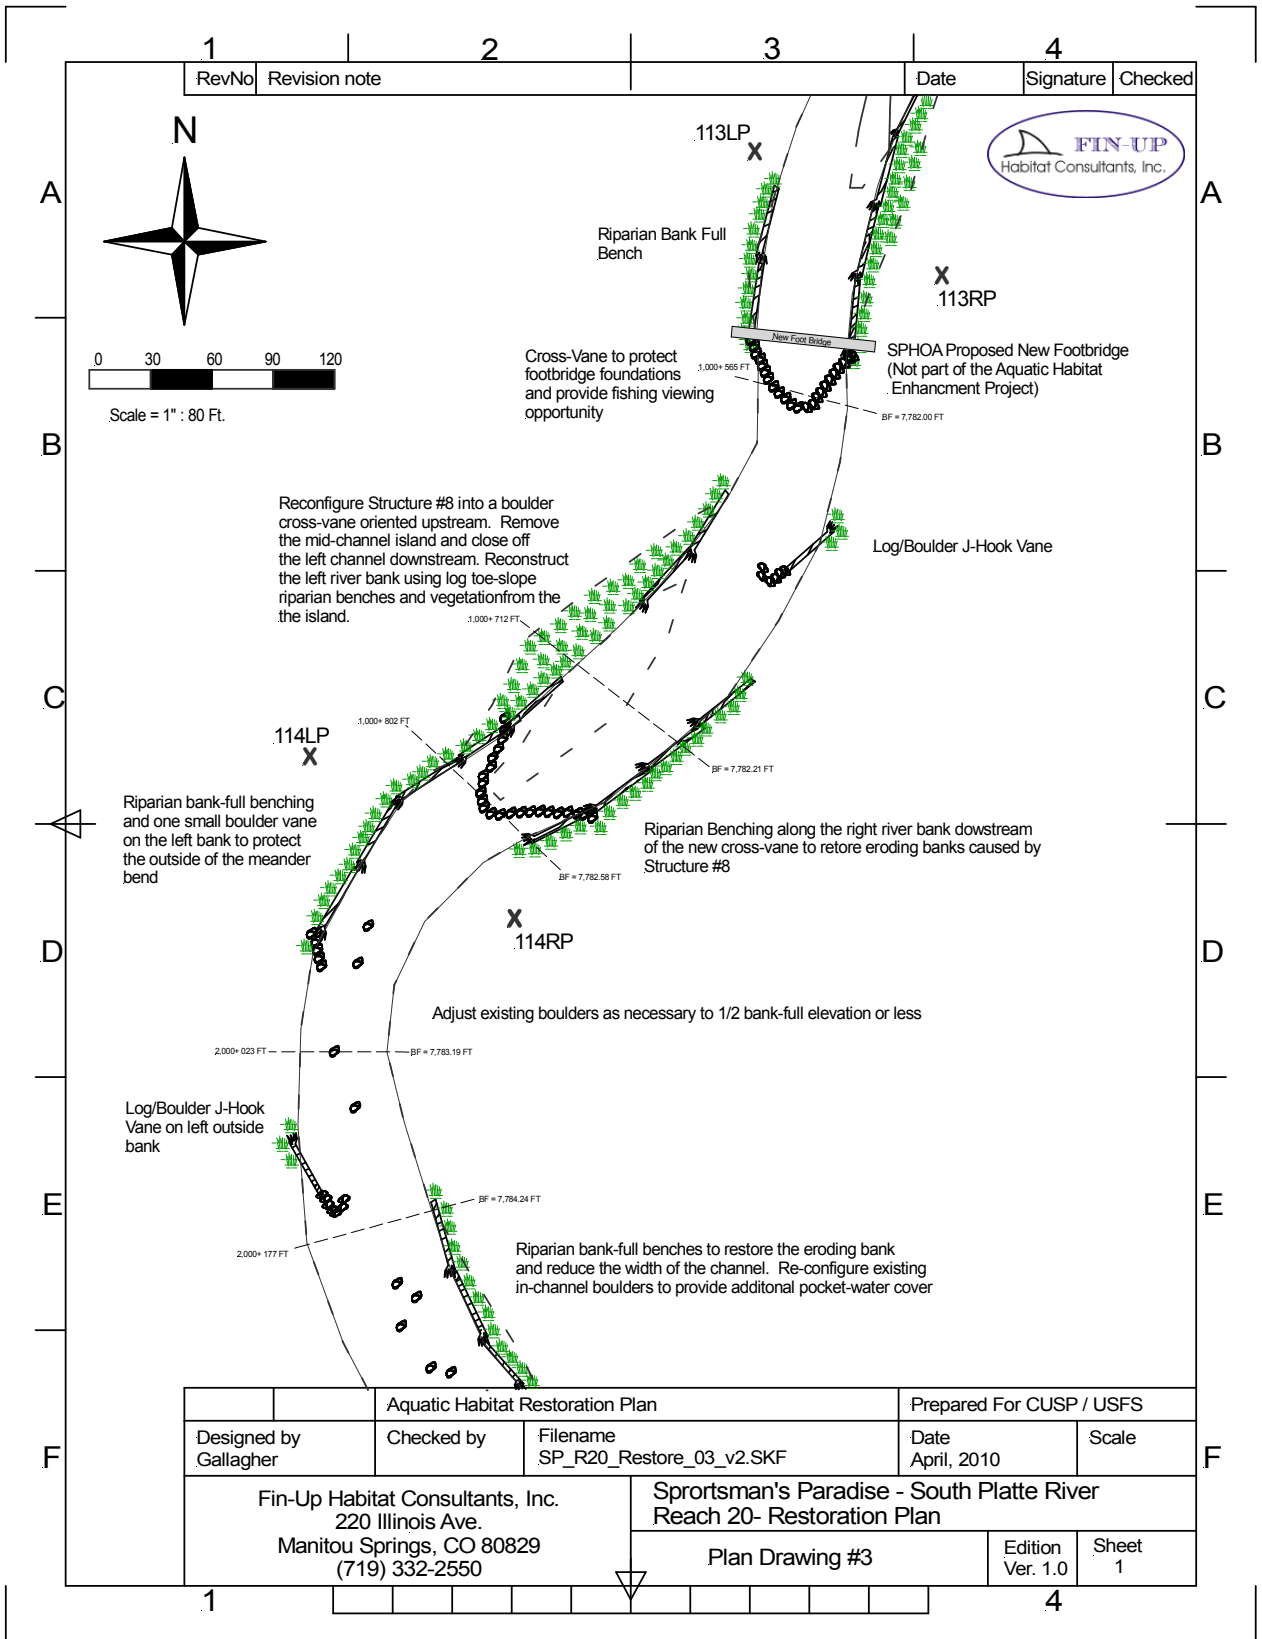 1
2
3
4
RevNo
Revision note
Date
Signature
Checked
N
113LP
FIN-UP
Habitat Consultants, Inc.
A
A
Riparian Bank Full
Bench
113RP
New Foot Bridge
0 30 60 90 120
Scale = 1" : 80 Ft.
Cross-Vane to protect
footbridge foundations
and provide fishing viewing
opportunity
1,000+ 565 FT
SPHOA Proposed New Footbridge
(Not part of the Aquatic Habitat
Enhancment Project)
BF = 7,782.00 FT
B
B
Reconfigure Structure #8 into a boulder
cross-vane oriented upstream. Remove
the mid-channel island and close off
the left channel downstream. Reconstruct
the left river bank using log toe-slope
riparian benches and vegetationfrom the
the island.
Log/Boulder J-Hook Vane
1,000+ 712 FT
C
C
1,000+ 802 FT
114LP
BF = 7,782.21 FT
Riparian bank-full benching
and one small boulder vane
on the left bank to protect
the outside of the meander
bend
Riparian Benching along the right river bank dowstream
of the new cross-vane to retore eroding banks caused by
Structure #8
BF = 7,782.58 FT
114RP
D
D
Adjust existing boulders as necessary to 1/2 bank-full elevation or less
2,000+ 023 FT
BF = 7,783.19 FT
Log/Boulder J-Hook
Vane on left outside
bank
E
E
BF = 7,784.24 FT
2,000+ 177 FT
Riparian bank-full benches to restore the eroding bank
and reduce the width of the channel. Re-configure existing
in-channel boulders to provide additonal pocket-water cover
Aquatic Habitat Restoration Plan
Prepared For CUSP / USFS
Designed by
Gallagher
Checked by
Filename
SP_R20_Restore_03_v2.SKF
Date
April, 2010
Scale
F
F
Fin-Up Habitat Consultants, Inc.
220 Illinois Ave.
Manitou Springs, CO 80829
(719) 332-2550
Sprortsman's Paradise - South Platte River
Reach 20- Restoration Plan
Plan Drawing #3
Edition
Ver. 1.0
Sheet
1
1
4